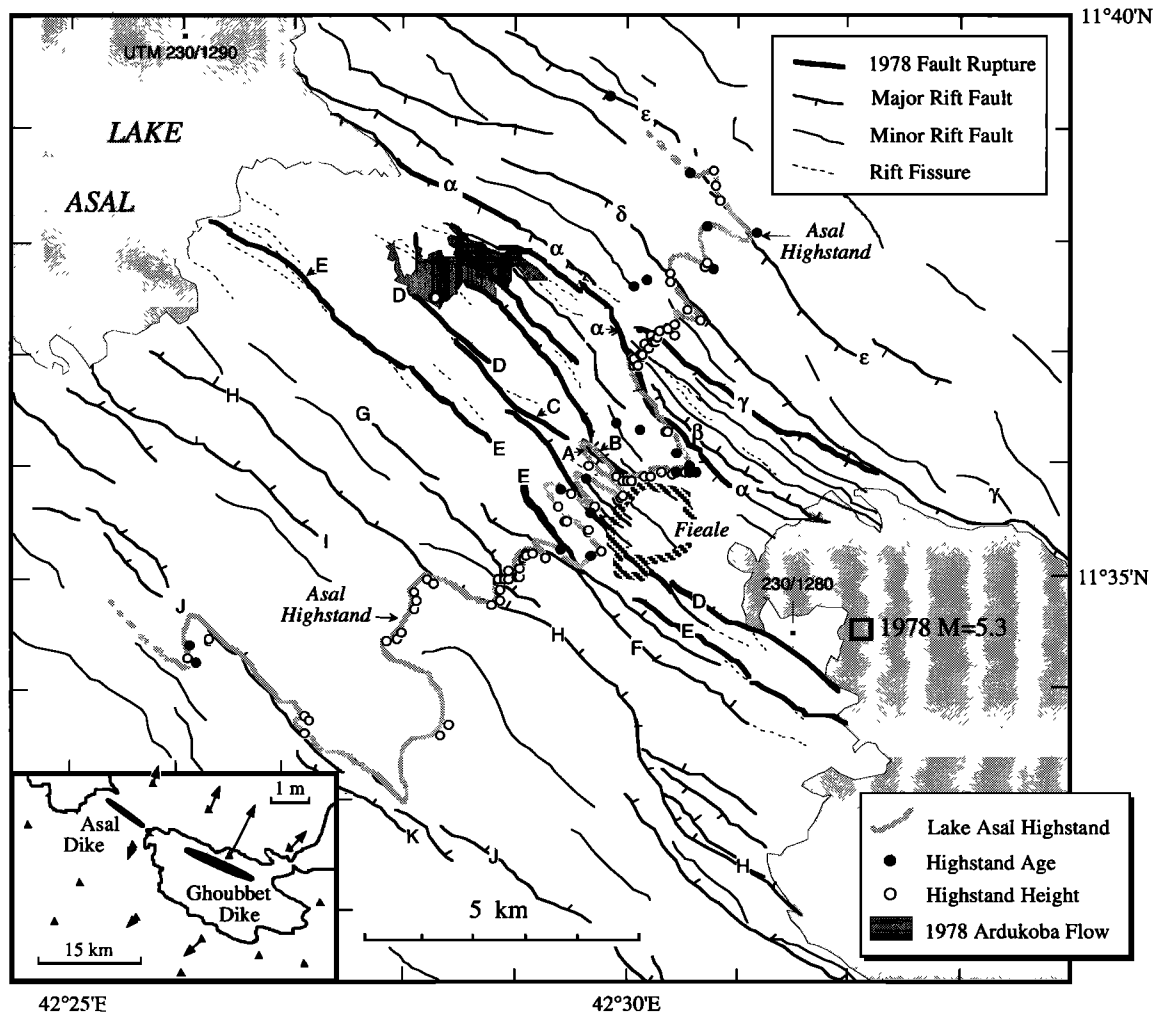 11°40'N
UTM 230/1290
LAKE
ASAL
1978 Fault Rupture
Major Rift Fault
Minor Rift Fault
Rift Fissure
ε
α
δ
Asal
Highstand
α
E
D
α
ε
D
H
γ
C
G
β
B
A
E
E
α
γ
Fieale
I
11°35'N
230/1280
Asal
Highstand
J
D
1978 M=5.3
E
H
F
1 m
Asal
Dike
Ghoubbet
Dike
15 km
K
J
H
5 km
Lake Asal Highstand
Highstand Age
Highstand Height
1978 Ardukoba Flow
42°25'E
42°30'E